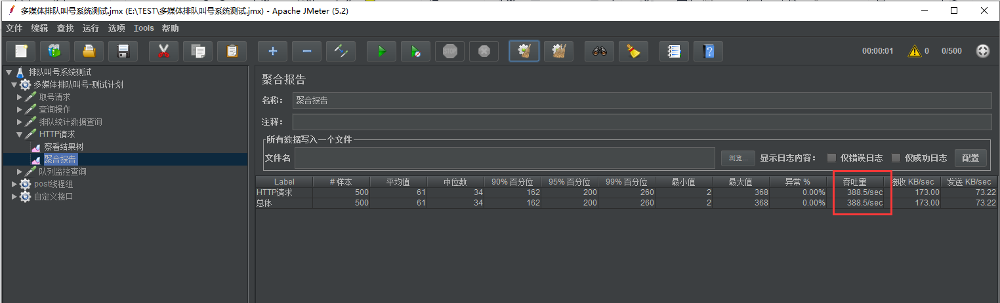 多媒体排队叫号系统测试.jmx (E:\TEST\多媒体排队叫号系统测试.jmx) - Apache JMeter (5.2)
文件 编辑 查找 运行 选项 Tools 帮助
STOP 00:00:01 0 0/500
排队叫号系统测试
多媒体排队叫号-测试计划
取号请求
查询操作
排队统计数据查询
HTTP请求
察看结果树
聚合报告
队列监控查询
post线程组
自定义接口
聚合报告
名称: 聚合报告
注释:
所有数据写入一个文件
文件名 浏览... 显示日志内容: 仅错误日志 仅成功日志 配置
Label # 样本 平均值 中位数 90% 百分位 95% 百分位 99% 百分位 最小值 最大值 异常 % 吞吐量 接收 KB/sec 发送 KB/sec
HTTP请求 500 61 34 162 200 260 2 368 0.00% 388.5/sec 173.00 73.22
总体 500 61 34 162 200 260 2 368 0.00% 388.5/sec 173.00 73.22